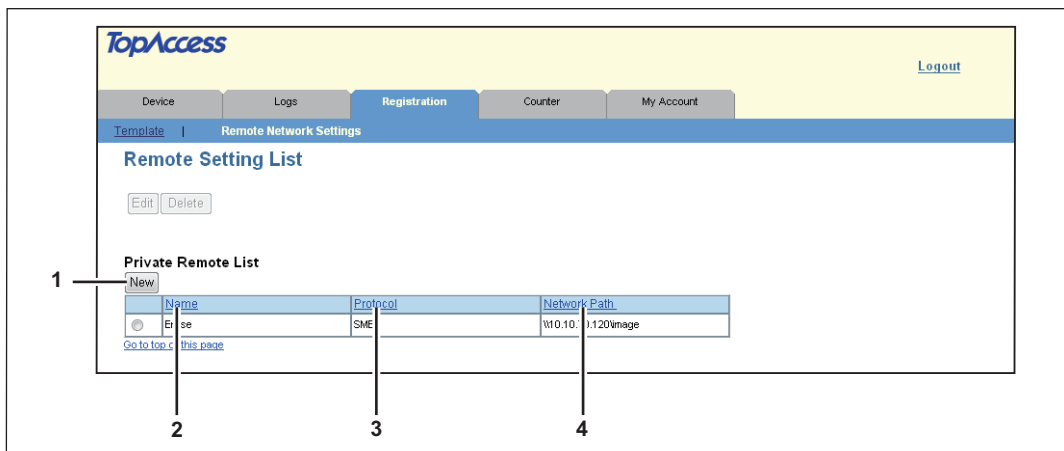 TopAccess
Logout
Device Logs Registration Counter My Account
Template | Remote Network Settings
Remote Setting List
Edit Delete
Private Remote List
1
New
Name Protocol Network Path
Go to top of this page
2 3 4